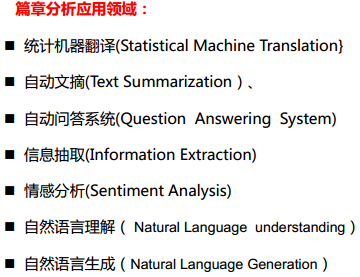 篇章分析应用领域：
■ 统计机器翻译(Statistical Machine Translation}
■ 自动文摘(Text Summarization）、
■ 自动问答系统(Question Answering System)
■ 信息抽取(Information Extraction)
■ 情感分析(Sentiment Analysis)
■ 自然语言理解（ Natural Language understanding）
■ 自然语言生成（Natural Language Generation）